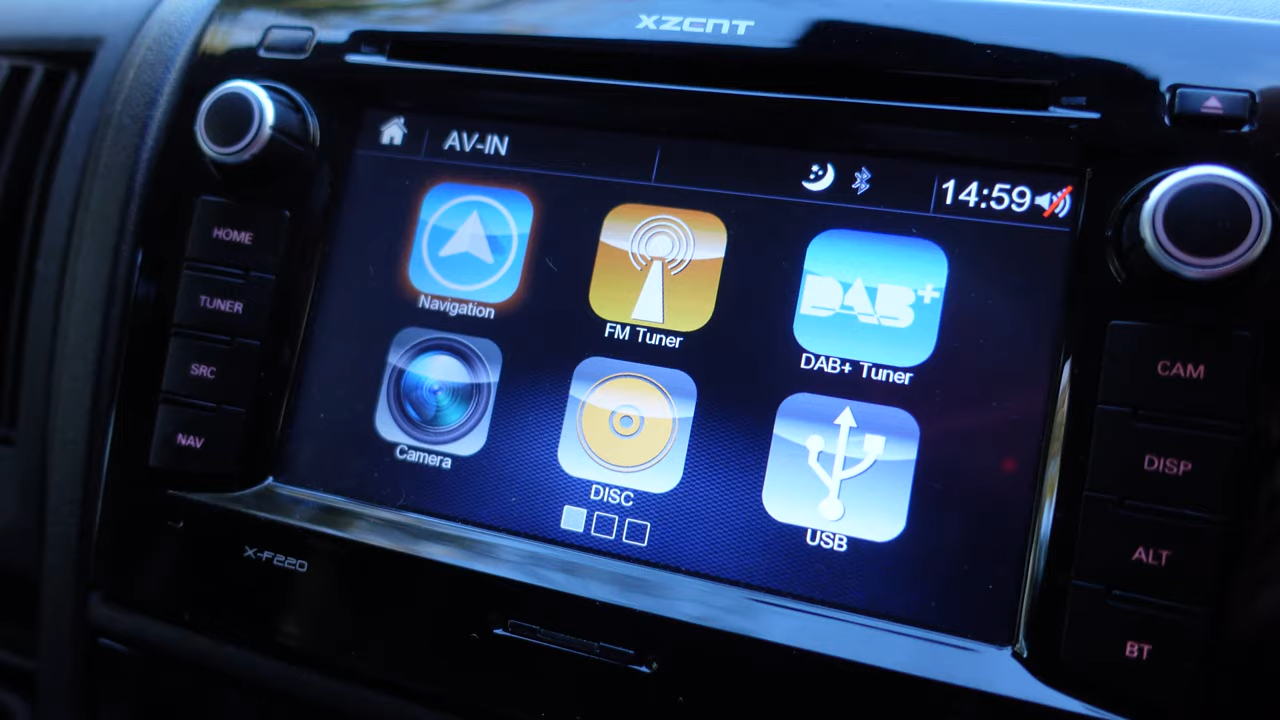 XZCNT
AV-IN
14:59
HOME
TUNER
SRC
NAV
Navigation
FM Tuner
DAB+
DAB+ Tuner
Camera
DISC
USB
CAM
DISP
ALT
BT
X-F220